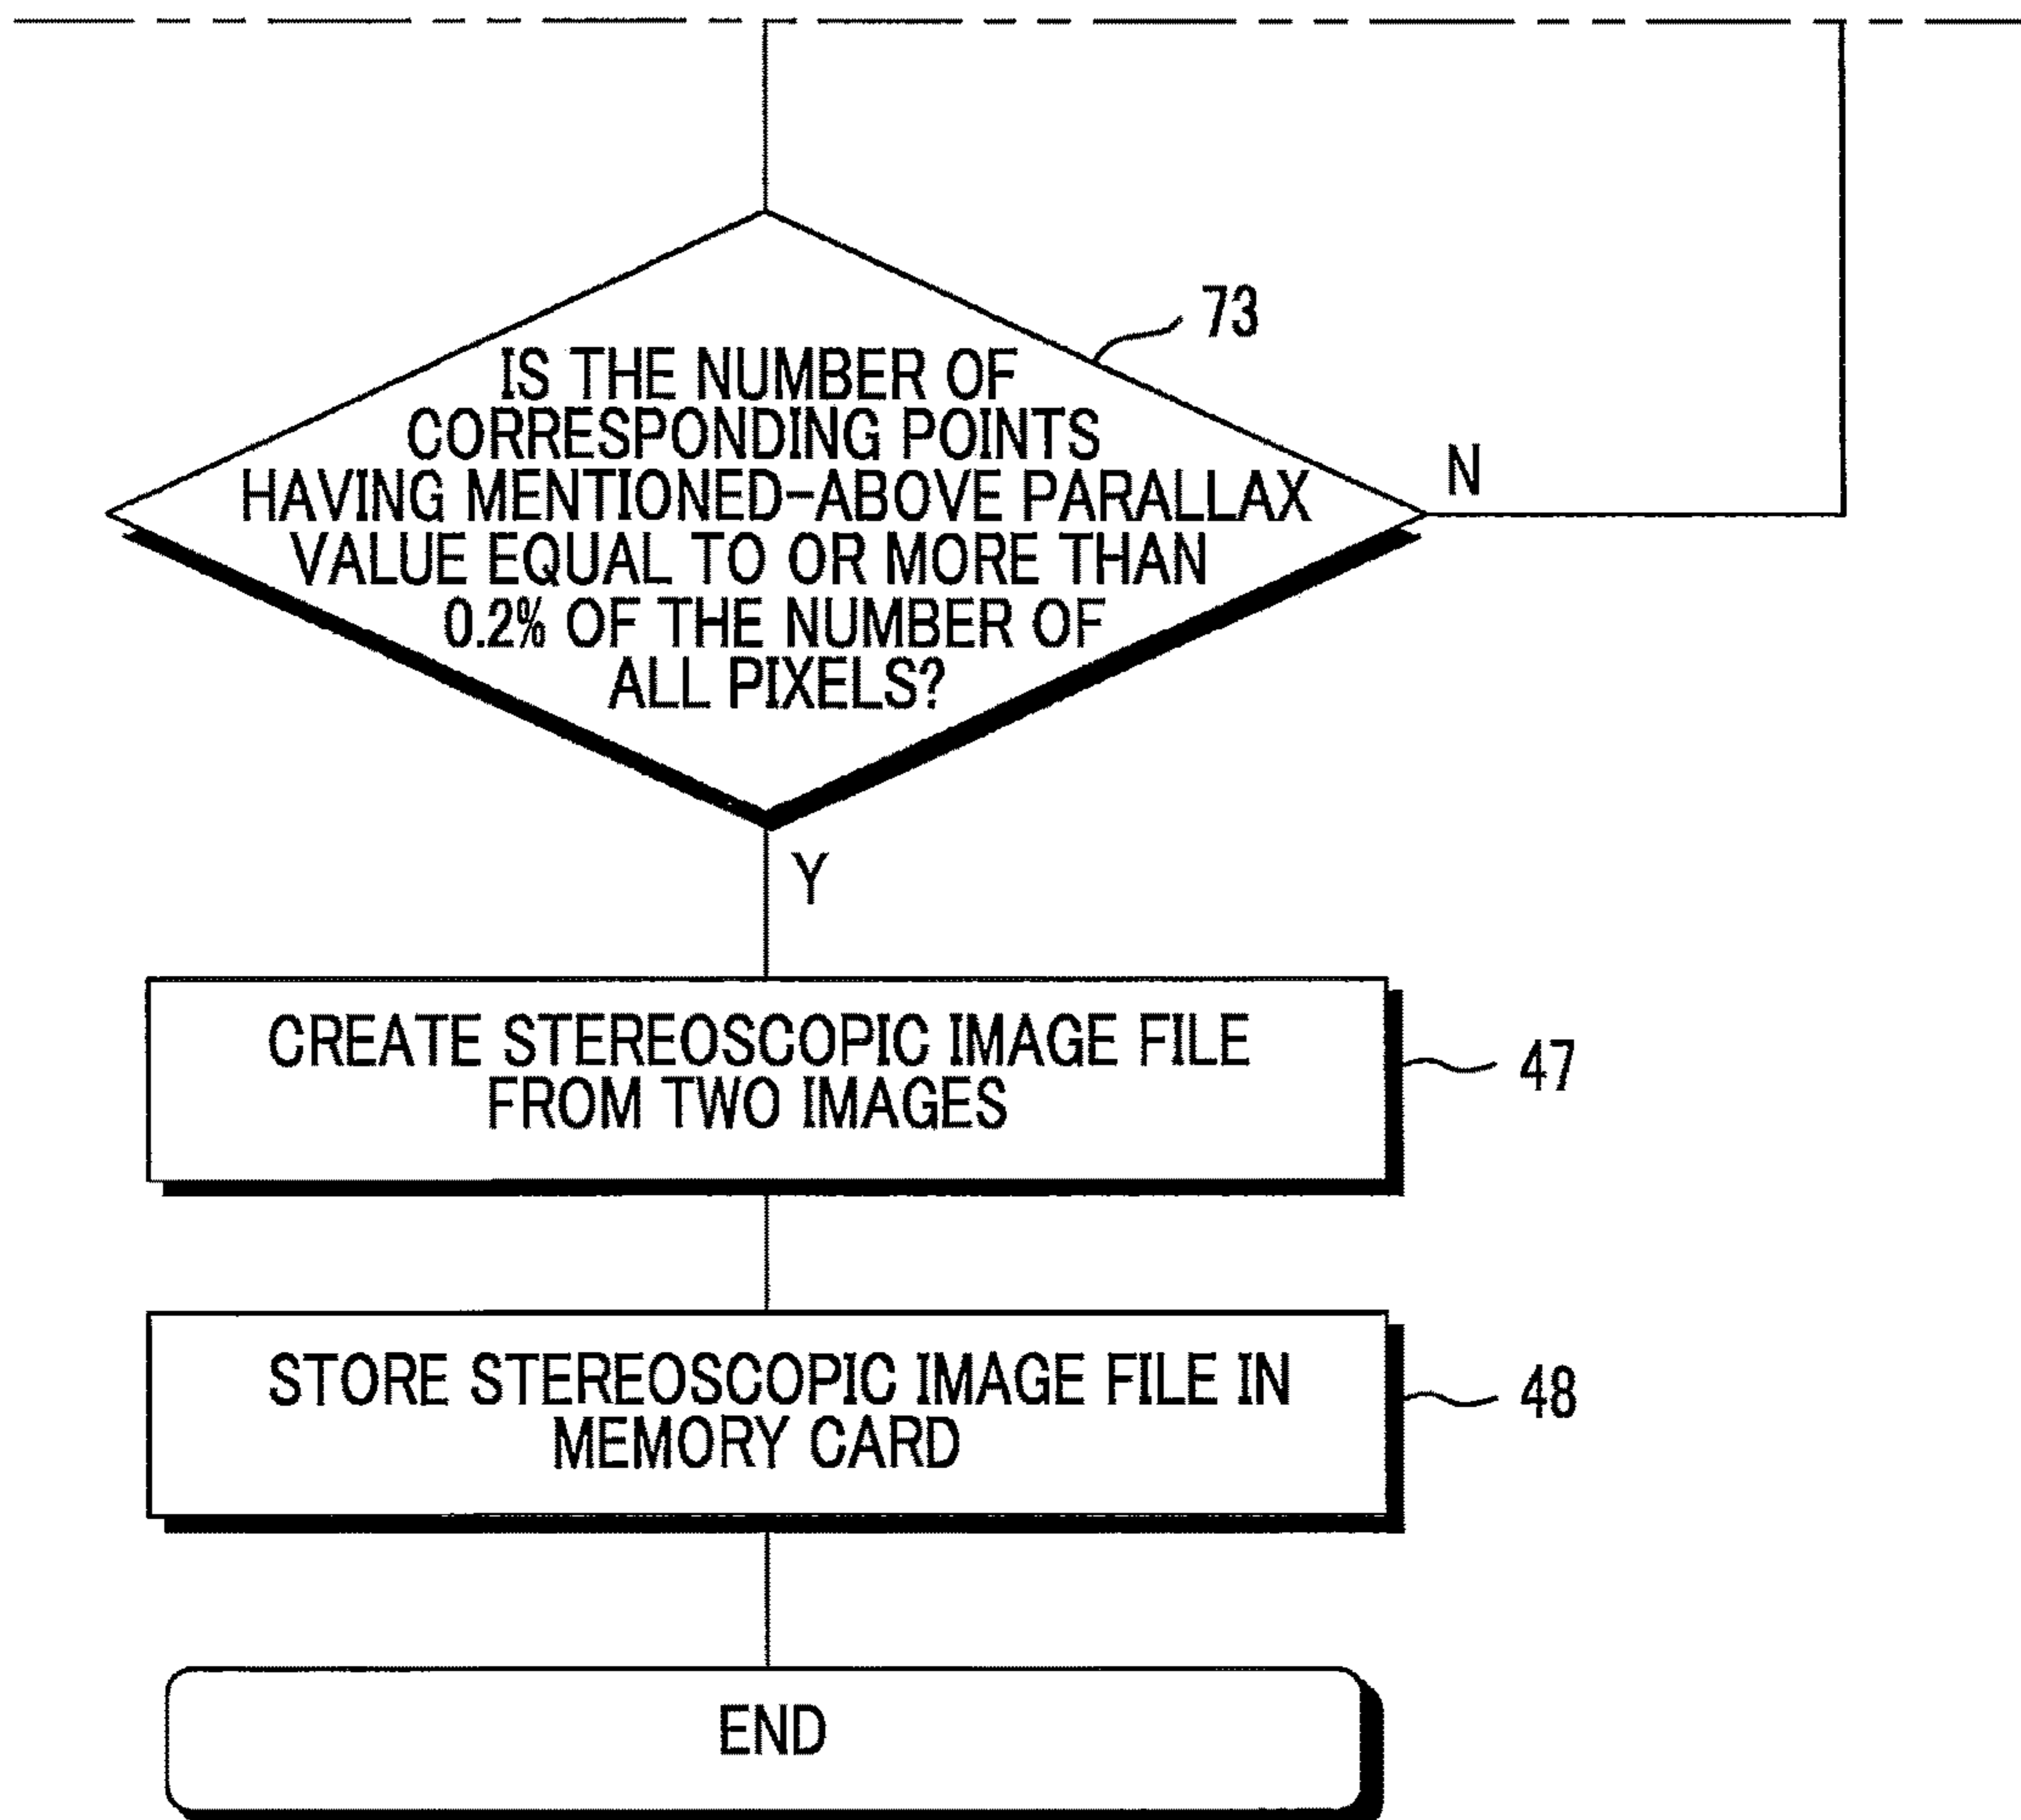 73
IS THE NUMBER OF
CORRESPONDING POINTS
HAVING MENTIONED-ABOVE PARALLAX
VALUE EQUAL TO OR MORE THAN
0.2% OF THE NUMBER OF
ALL PIXELS?
N
Y
CREATE STEREOSCOPIC IMAGE FILE
FROM TWO IMAGES
47
STORE STEREOSCOPIC IMAGE FILE IN
MEMORY CARD
48
END